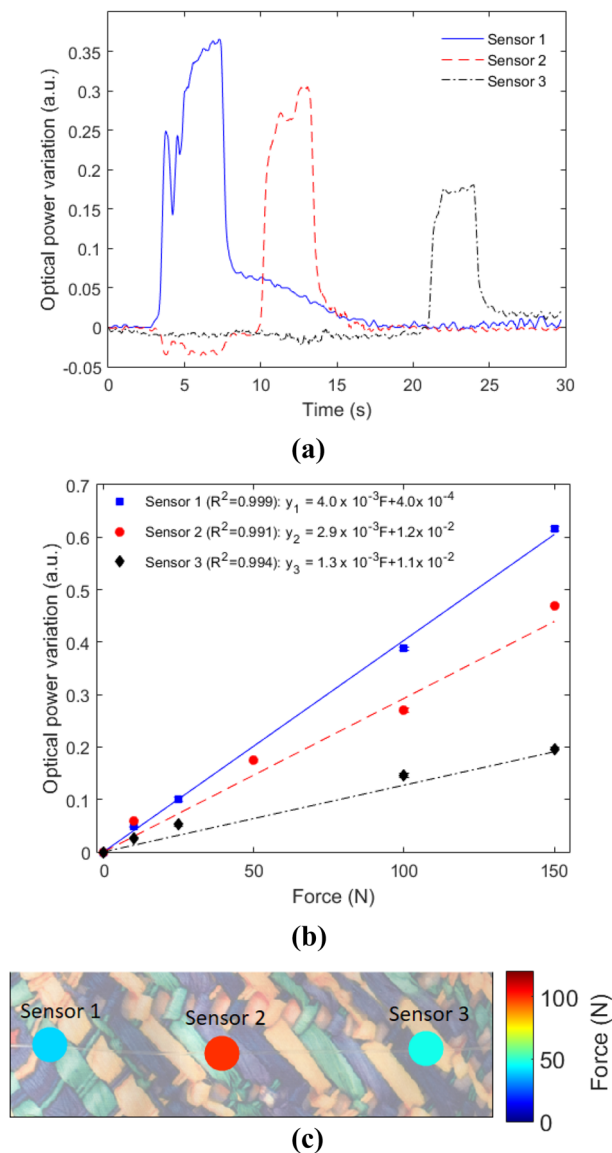 0.35
0.3
0.25
0.2
0.15
0.1
0.05
0
-0.05
Optical power variation (a.u.)
Sensor 1
Sensor 2
Sensor 3
0 5 10 15 20 25 30
Time (s)
(a)
0.7
0.6
0.5
0.4
0.3
0.2
0.1
0
Optical power variation (a.u.)
Sensor 1 (R²=0.999): y₁ = 4.0 x 10⁻³F+4.0x 10⁻⁴
Sensor 2 (R²=0.991): y₂ = 2.9 x 10⁻³F+1.2x 10⁻²
Sensor 3 (R²=0.994): y₃ = 1.3 x 10⁻³F+1.1x 10⁻²
0 50 100 150
Force (N)
(b)
Sensor 1
Sensor 2
Sensor 3
100
50
0
Force (N)
(c)